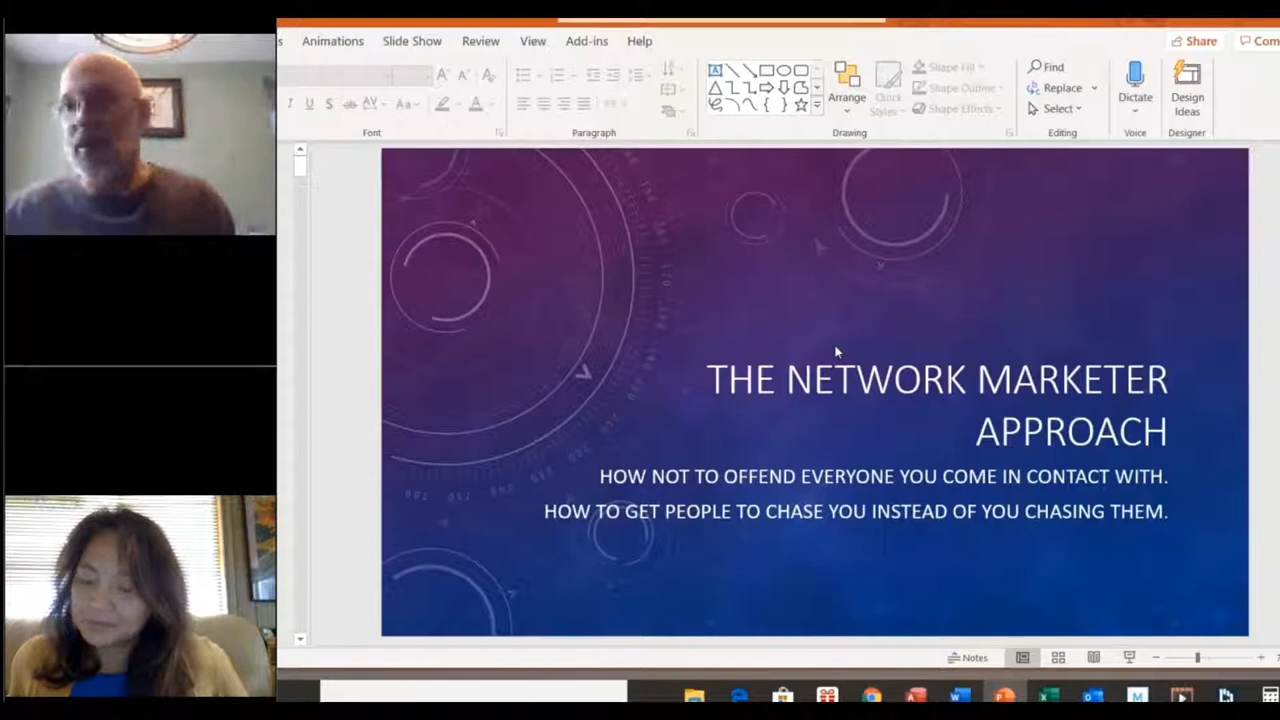 s Animations Slide Show Review View Add-ins Help Share Com
Find
Replace
Select
Arrange
Quick
Styles
Shape Fill
Shape Outline
Shape Effects
Dictate
Design
Ideas
Font Paragraph Drawing Editing Voice Designer
THE NETWORK MARKETER
APPROACH
HOW NOT TO OFFEND EVERYONE YOU COME IN CONTACT WITH.
HOW TO GET PEOPLE TO CHASE YOU INSTEAD OF YOU CHASING THEM.
Notes